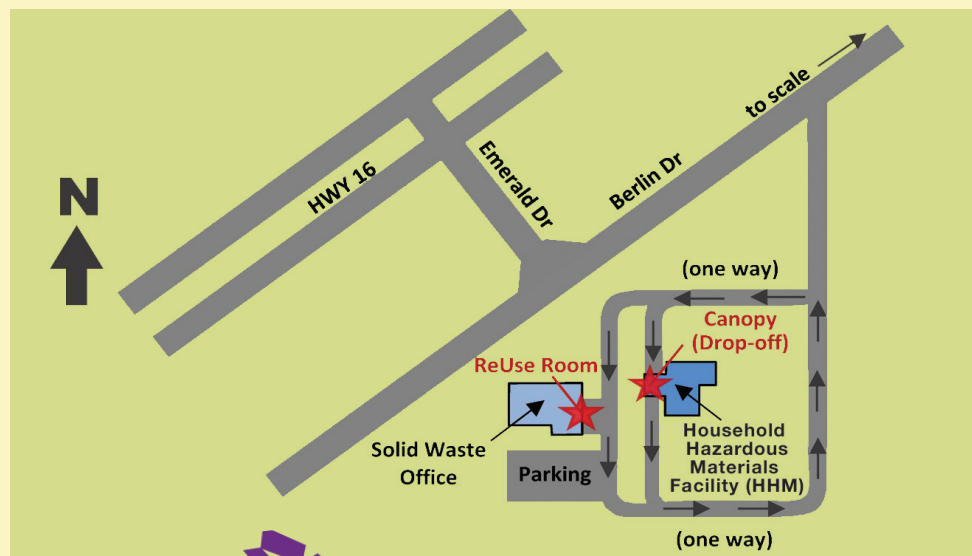 to scale
N
HWY 16
Emerald Dr
Berlin Dr
(one way)
Canopy
(Drop-off)
ReUse Room
Solid Waste
Office
Household
Hazardous
Materials
Facility (HHM)
Parking
(one way)